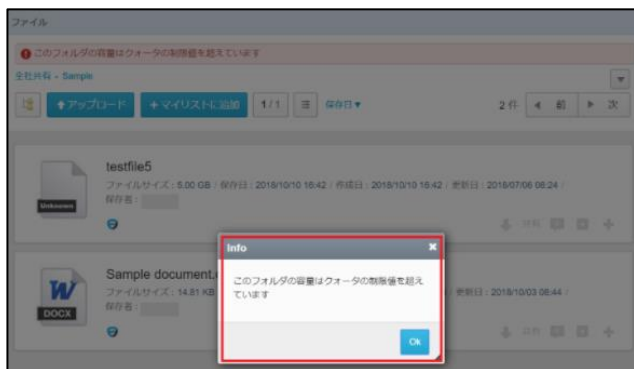 ファイル
このフォルダの容量はクォータの制限値を超えています
全社共有 - Sample
アップロード
+ マイリストに追加
1/1
保存日▼
2 件
前
次
testfile5
ファイルサイズ : 5.00 GB / 保存日 : 2018/10/10 16:42 / 作成日 : 2018/10/10 16:42 / 更新日 : 2018/07/06 08:24 /
保存者 :
Unknown
Info
このフォルダの容量はクォータの制限値を超え
ています
Ok
Sample document.
ファイルサイズ : 14.81 KB
更新日 : 2018/10/03 08:44 /
保存者 :
W
DOCX